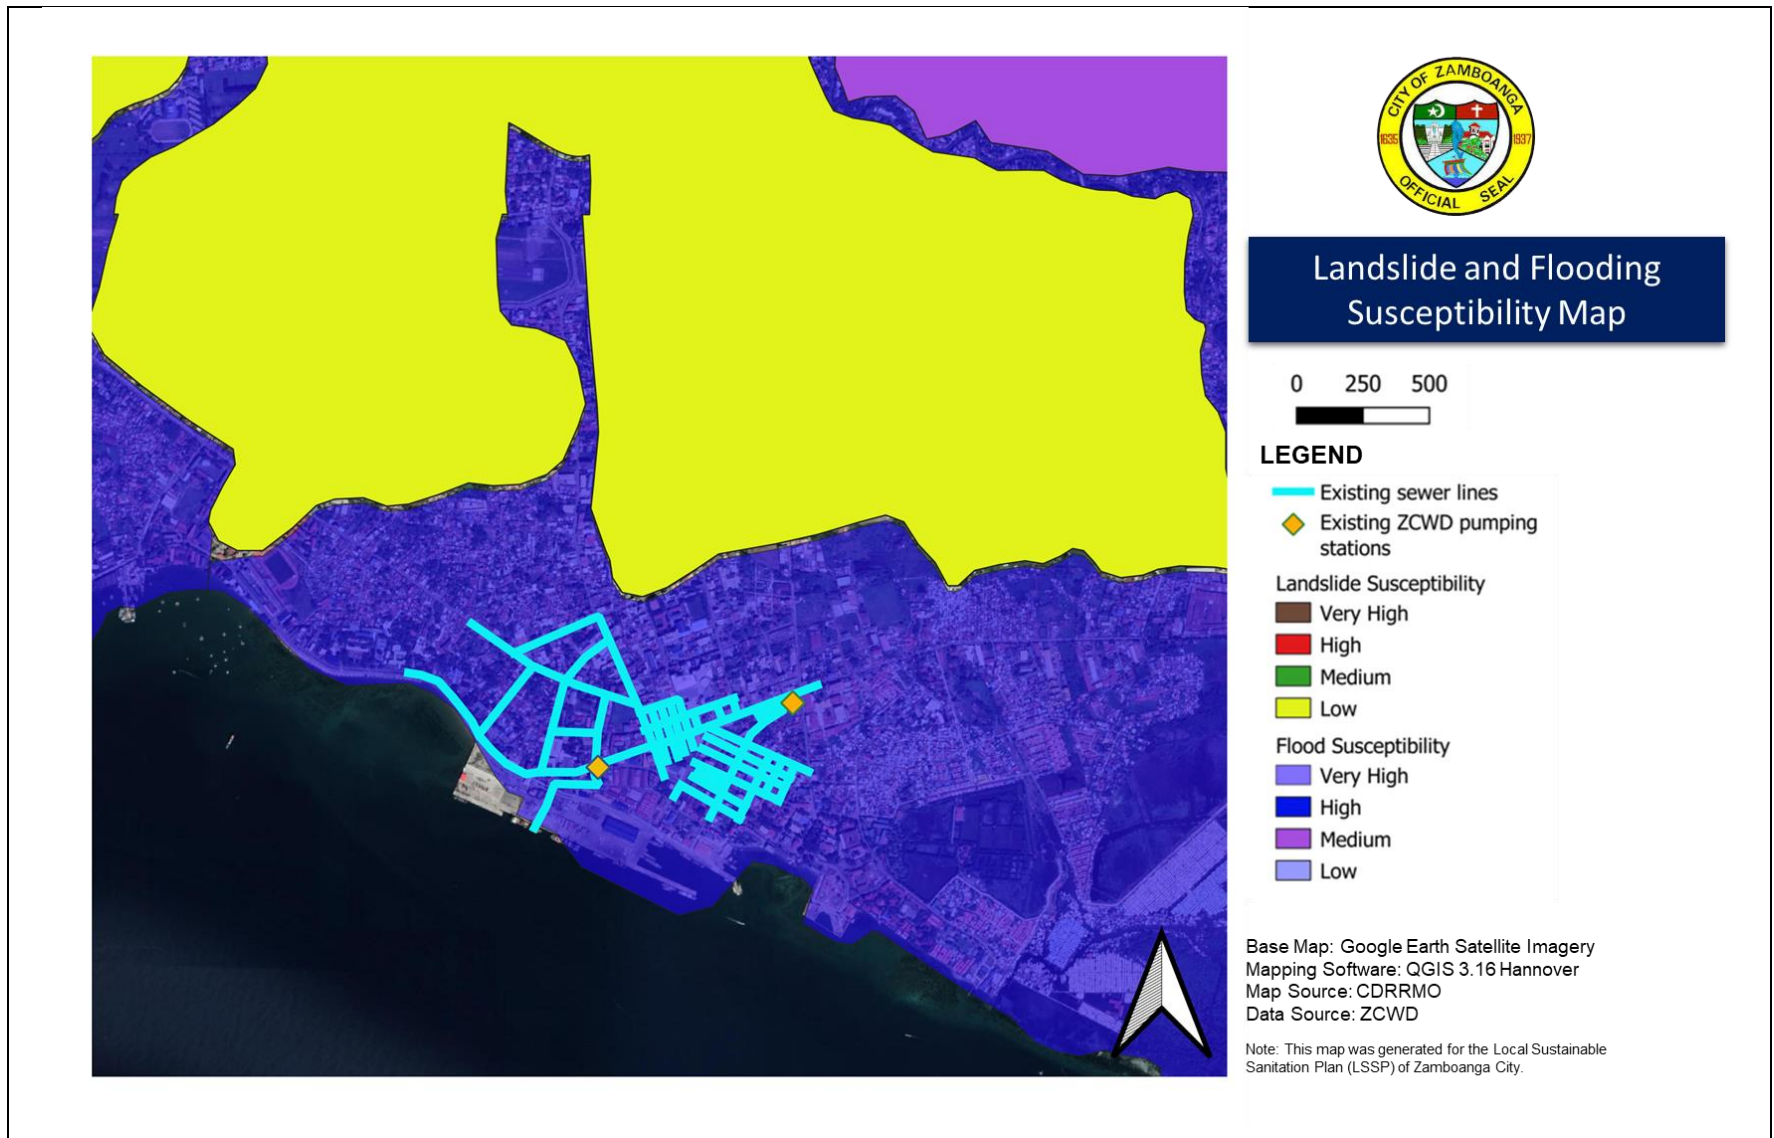 CITY OF ZAMBOANGA
1635
1937
OFFICIAL SEAL
Landslide and Flooding
Susceptibility Map
0 250 500
LEGEND
Existing sewer lines
Existing ZCWD pumping
stations
Landslide Susceptibility
Very High
High
Medium
Low
Flood Susceptibility
Very High
High
Medium
Low
Base Map: Google Earth Satellite Imagery
Mapping Software: QGIS 3.16 Hannover
Map Source: CDRRMO
Data Source: ZCWD
Note: This map was generated for the Local Sustainable
Sanitation Plan (LSSP) of Zamboanga City.